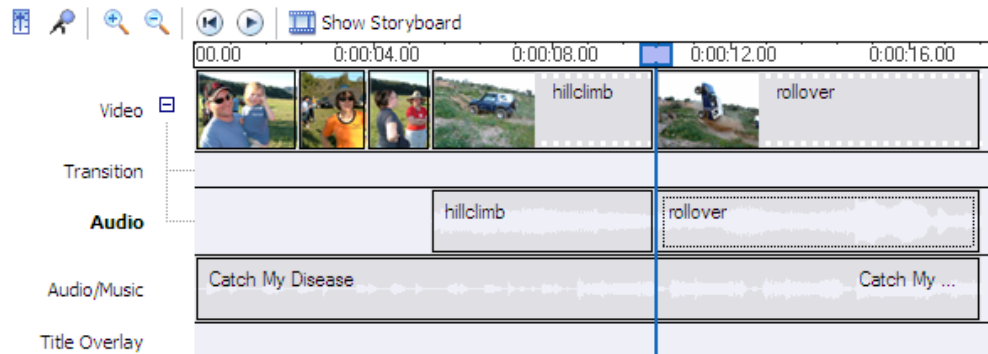 Show Storyboard
00.00 0:00:04.00 0:00:08.00 0:00:12.00 0:00:16.00
Video hillclimb rollover
Transition
Audio hillclimb rollover
Audio/Music Catch My Disease Catch My ...
Title Overlay